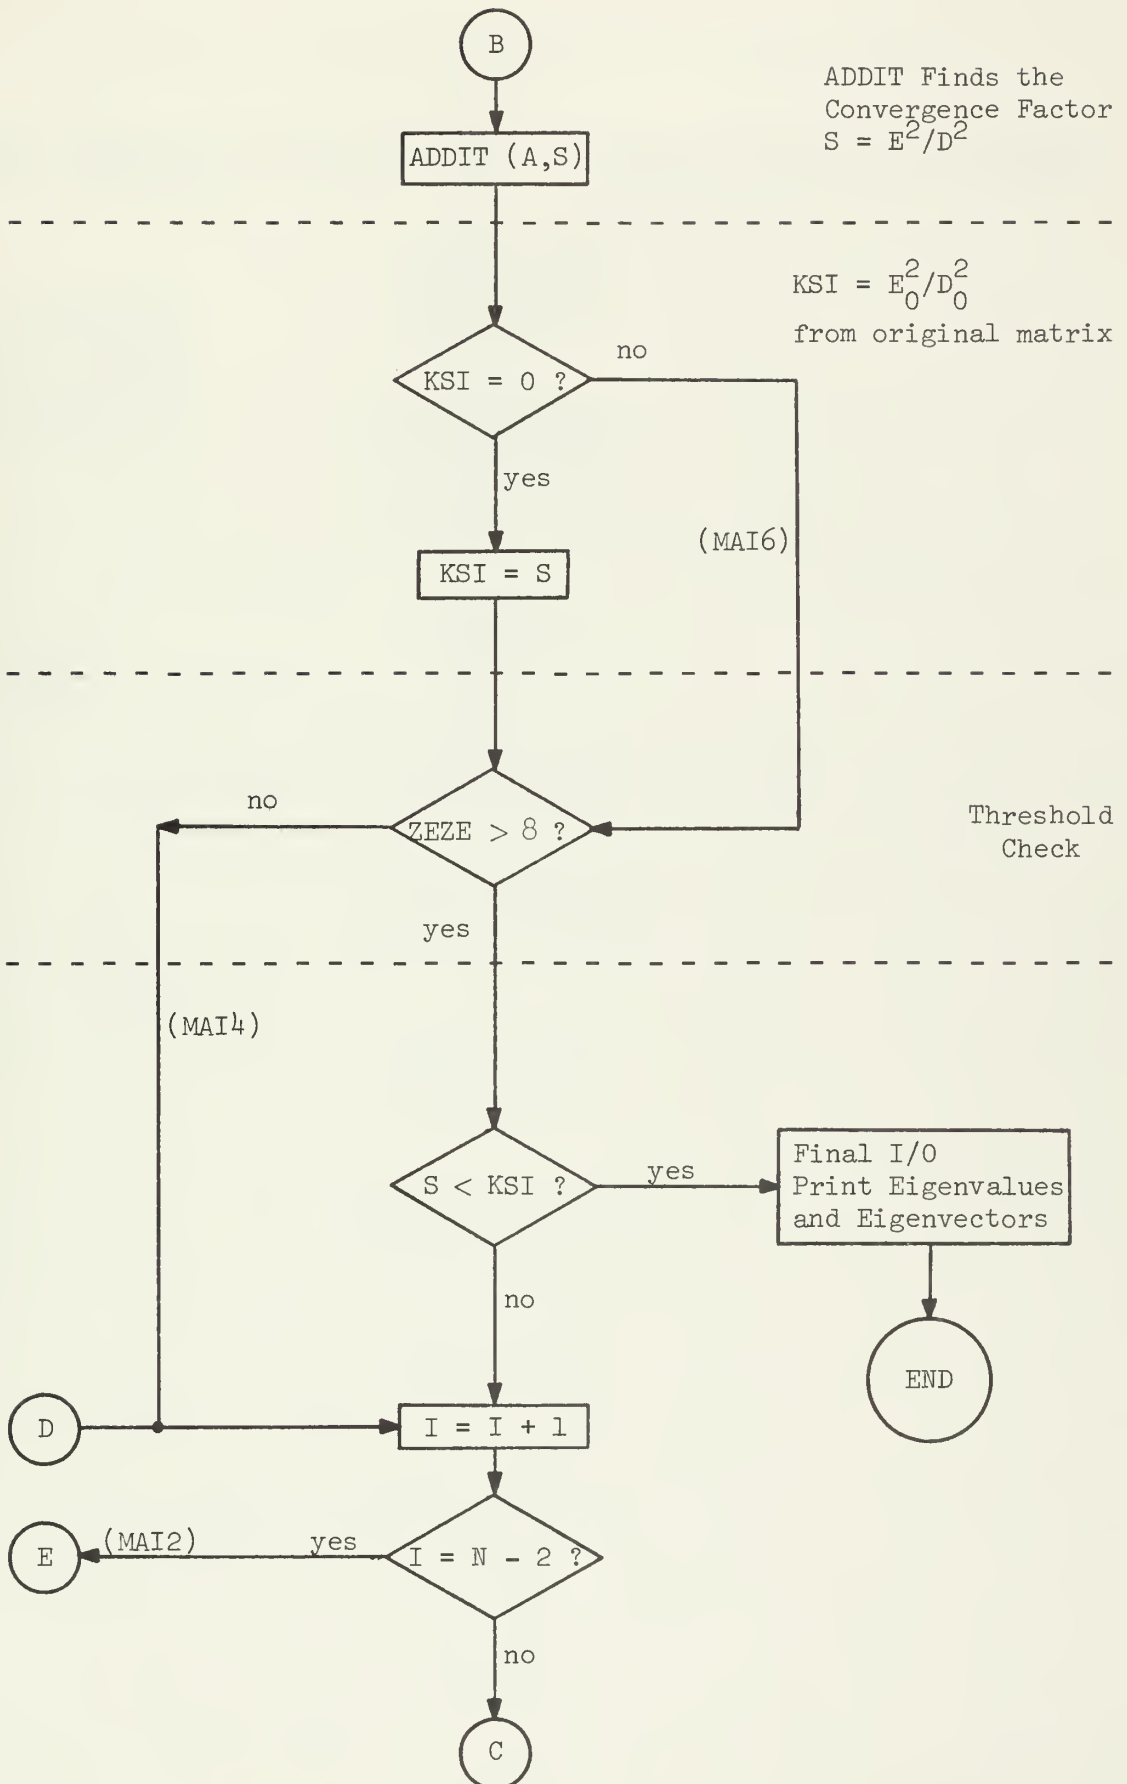 B
ADDIT Finds the
Convergence Factor
S = E²/D²
ADDIT (A,S)
KSI = E₀²/D₀²
from original matrix
no
KSI = 0 ?
yes
(MAI6)
KSI = S
no
ZEZE > 8 ?
Threshold
Check
yes
(MAI4)
S < KSI ?
yes
Final I/O
Print Eigenvalues
and Eigenvectors
no
END
D
I = I + 1
E
(MAI2)
yes
I = N - 2 ?
no
C